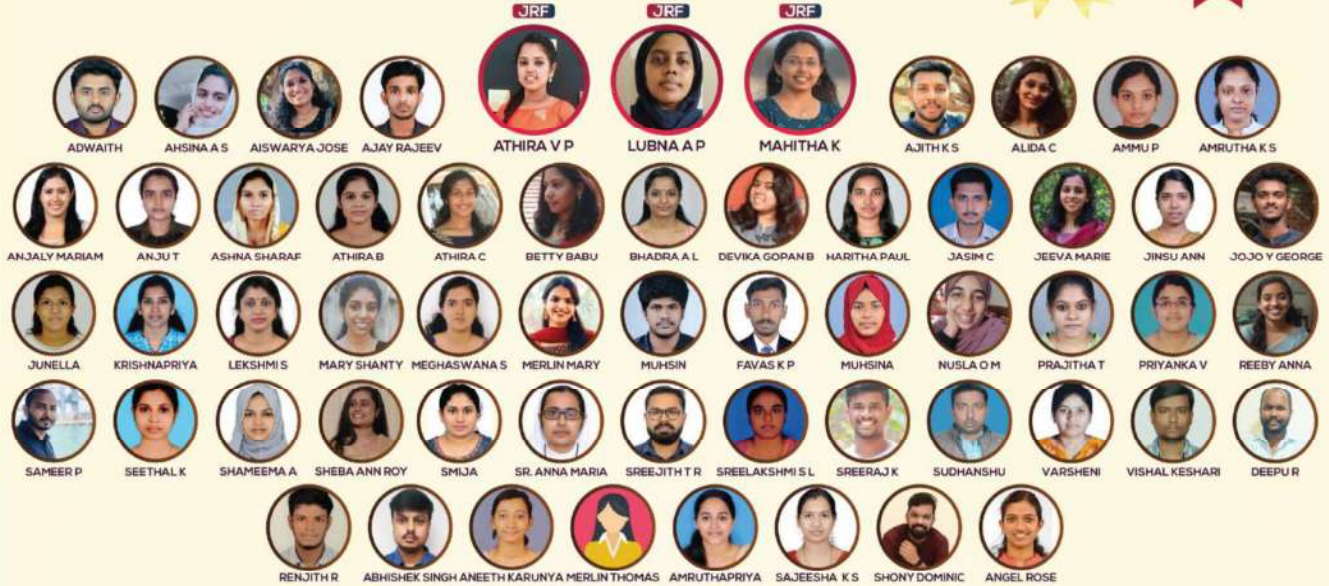 JRF JRF JRF
ADWAITH AHSINA A S AISWARYA JOSE AJAY RAJEEV ATHIRA V P LUBNA A P MAHITHA K AJITH K S ALIDA C AMMU P AMRUTHA K S
ANJALY MARIAM ANJU T ASHNA SHARAF ATHIRA B ATHIRA C BETTY BABU BHADRA A L DEVIKA GOPAN B HARITHA PAUL JASIM C JEEVA MARIE JINSU ANN JOJO Y GEORGE
JUNELLA KRISHNAPRIYA LEKSHMI S MARY SHANTY MEGHASWANA S MERLIN MARY MUHSIN FAVAS K P MUHSINA NUSLA O M PRAJITHA T PRIYANKA V REEBY ANNA
SAMEER P SEETHAL K SHAMEEMA A SHEBA ANN ROY SMIJA SR. ANNA MARIA SREEJITH T R SREELAKSHMI S L SREERAJ K SUDHANSHU VARSHENI VISHAL KESHARI DEEPU R
RENJITH R ABHISHEK SINGH ANEETH KARUNYA MERLIN THOMAS AMRUTHAPRIYA SAJEESHA K S SHONY DOMINIC ANGEL ROSE